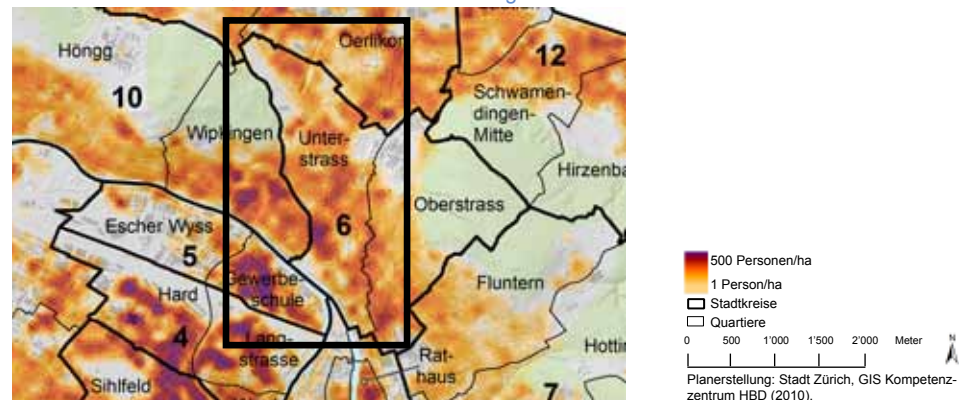 Oerlikon
Höngg
12
10
Schwamen-
dingen-
Mitte
Wipkingen
Unter-
strass
Hirzenba
Oberstrass
Escher Wyss
6
5
Gewerbe-
schule
Fluntern
Hard
4
Lang-
strasse
Rat-
haus
Hottin
Sihlfeld
7
500 Personen/ha
1 Person/ha
Stadtkreise
Quartiere
0 500 1'000 1'500 2'000 Meter
N
Planerstellung: Stadt Zürich, GIS Kompetenz-
zentrum HBD (2010).